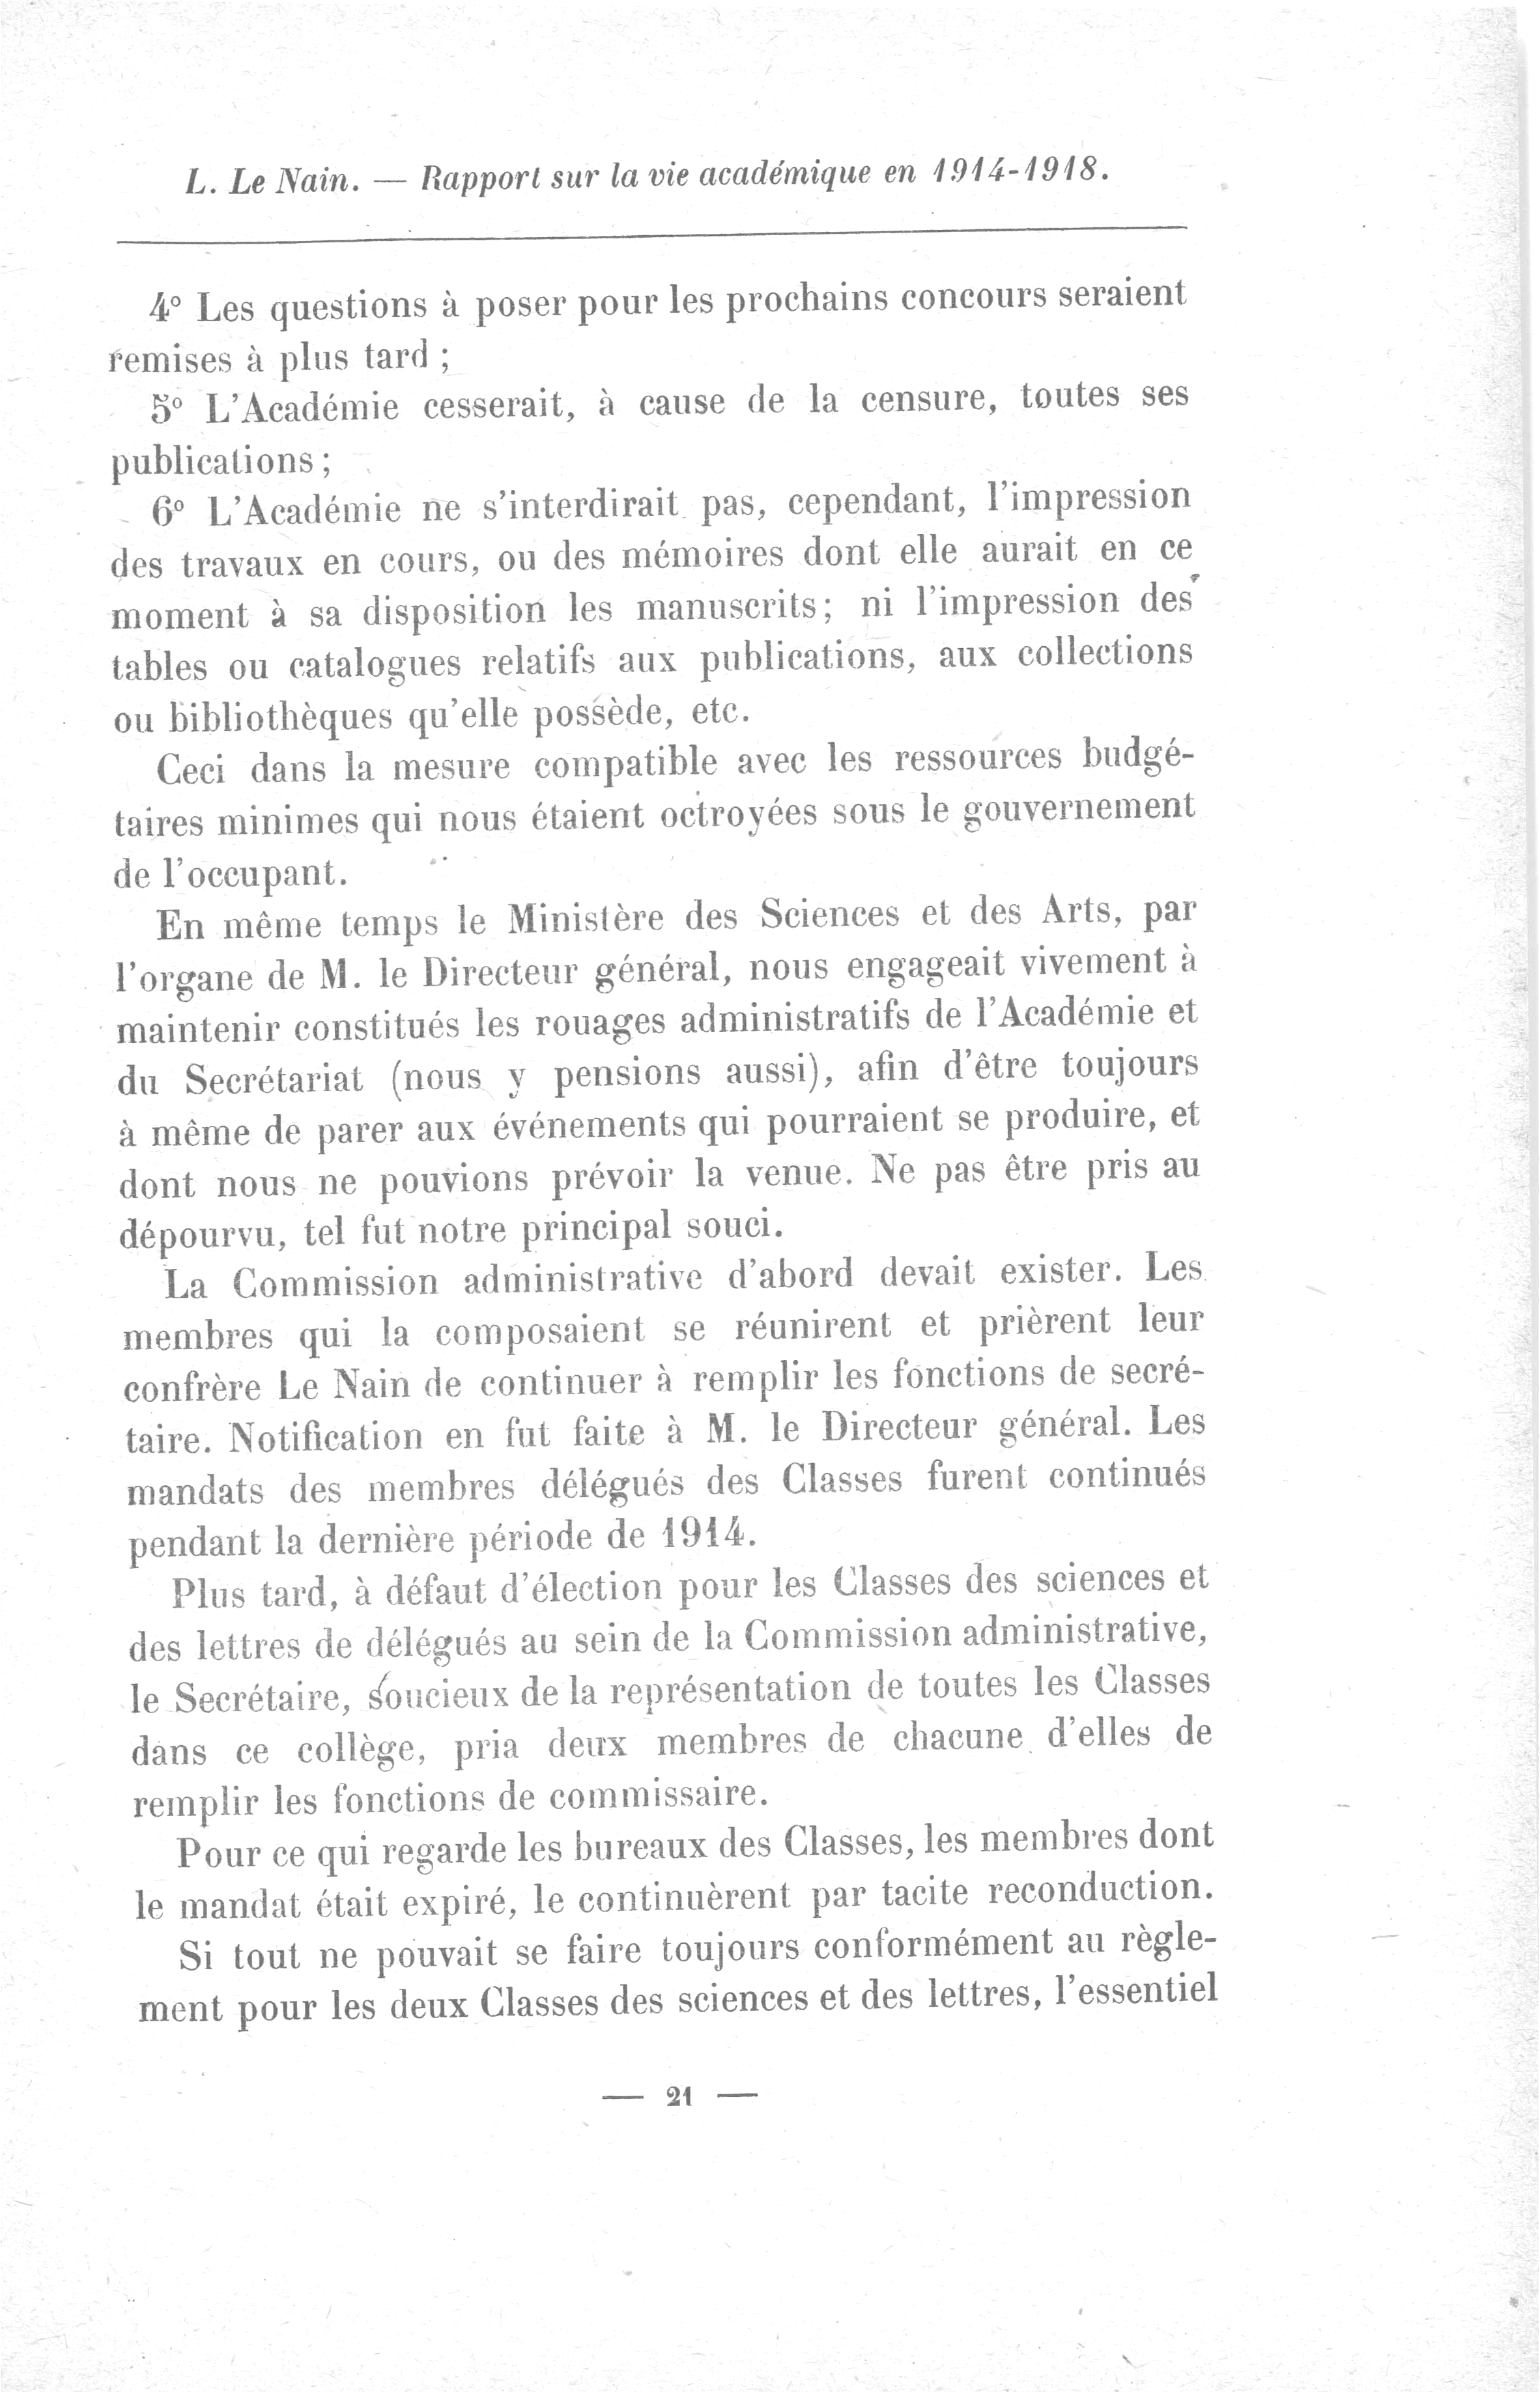 L. Le Nain. — Rapport sur la vie académique en 1914-1918.
4° Les questions à poser pour les prochains concours seraient
remises à plus tard ;
5° L'Académie cesserait, à cause de la censure, toutes ses
publications ;
6° L'Académie ne s'interdirait pas, cependant, l'impression
des travaux en cours, ou des mémoires dont elle aurait en ce
moment à sa disposition les manuscrits ; ni l'impression des
tables ou catalogues relatifs aux publications, aux collections
ou bibliothèques qu'elle possède, etc.
Ceci dans la mesure compatible avec les ressources budgé-
taires minimes qui nous étaient octroyées sous le gouvernement
de l'occupant.
En même temps le Ministère des Sciences et des Arts, par
l'organe de M. le Directeur général, nous engageait vivement à
maintenir constitués les rouages administratifs de l'Académie et
du Secrétariat (nous y pensions aussi), afin d'être toujours
à même de parer aux événements qui pourraient se produire, et
dont nous ne pouvions prévoir la venue. Ne pas être pris au
dépourvu, tel fut notre principal souci.
La Commission administrative d'abord devait exister. Les
membres qui la composaient se réunirent et prièrent leur
confrère Le Nain de continuer à remplir les fonctions de secré-
taire. Notification en fut faite à M. le Directeur général. Les
mandats des membres délégués des Classes furent continués
pendant la dernière période de 1914.
Plus tard, à défaut d'élection pour les Classes des sciences et
des lettres de délégués au sein de la Commission administrative,
le Secrétaire, soucieux de la représentation de toutes les Classes
dans ce collège, pria deux membres de chacune d'elles de
remplir les fonctions de commissaire.
Pour ce qui regarde les bureaux des Classes, les membres dont
le mandat était expiré, le continuèrent par tacite reconduction.
Si tout ne pouvait se faire toujours conformément au règle-
ment pour les deux Classes des sciences et des lettres, l'essentiel
— 21 —